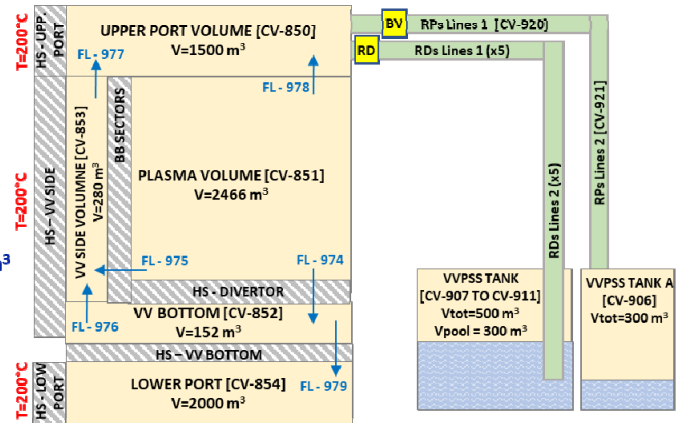 T=200°C
HS - UPP.
PORT
UPPER PORT VOLUME [CV-850]
V=1500 m³
FL - 977
FL - 978
BV
RPs Lines 1 [CV-920]
RD
RDs Lines 1 (x5)
RPs Lines 2 [CV-921]
RDs Lines 2 (x5)
T=200°C
HS – VV SIDE
VV SIDE VOLUMNE [CV-853]
V=280 m³
BB SECTORS
PLASMA VOLUME [CV-851]
V=2466 m³
m³
FL - 975
FL - 974
HS - DIVERTOR
FL - 976
VV BOTTOM [CV-852]
V=152 m³
HS – VV BOTTOM
T=200°C
HS - LOW
PORT
LOWER PORT [CV-854]
V=2000 m³
FL - 979
VVPSS TANK
[CV-907 TO CV-911]
Vtot=500 m³
Vpool = 300 m³
VVPSS TANK A
[CV-906]
Vtot=300 m³